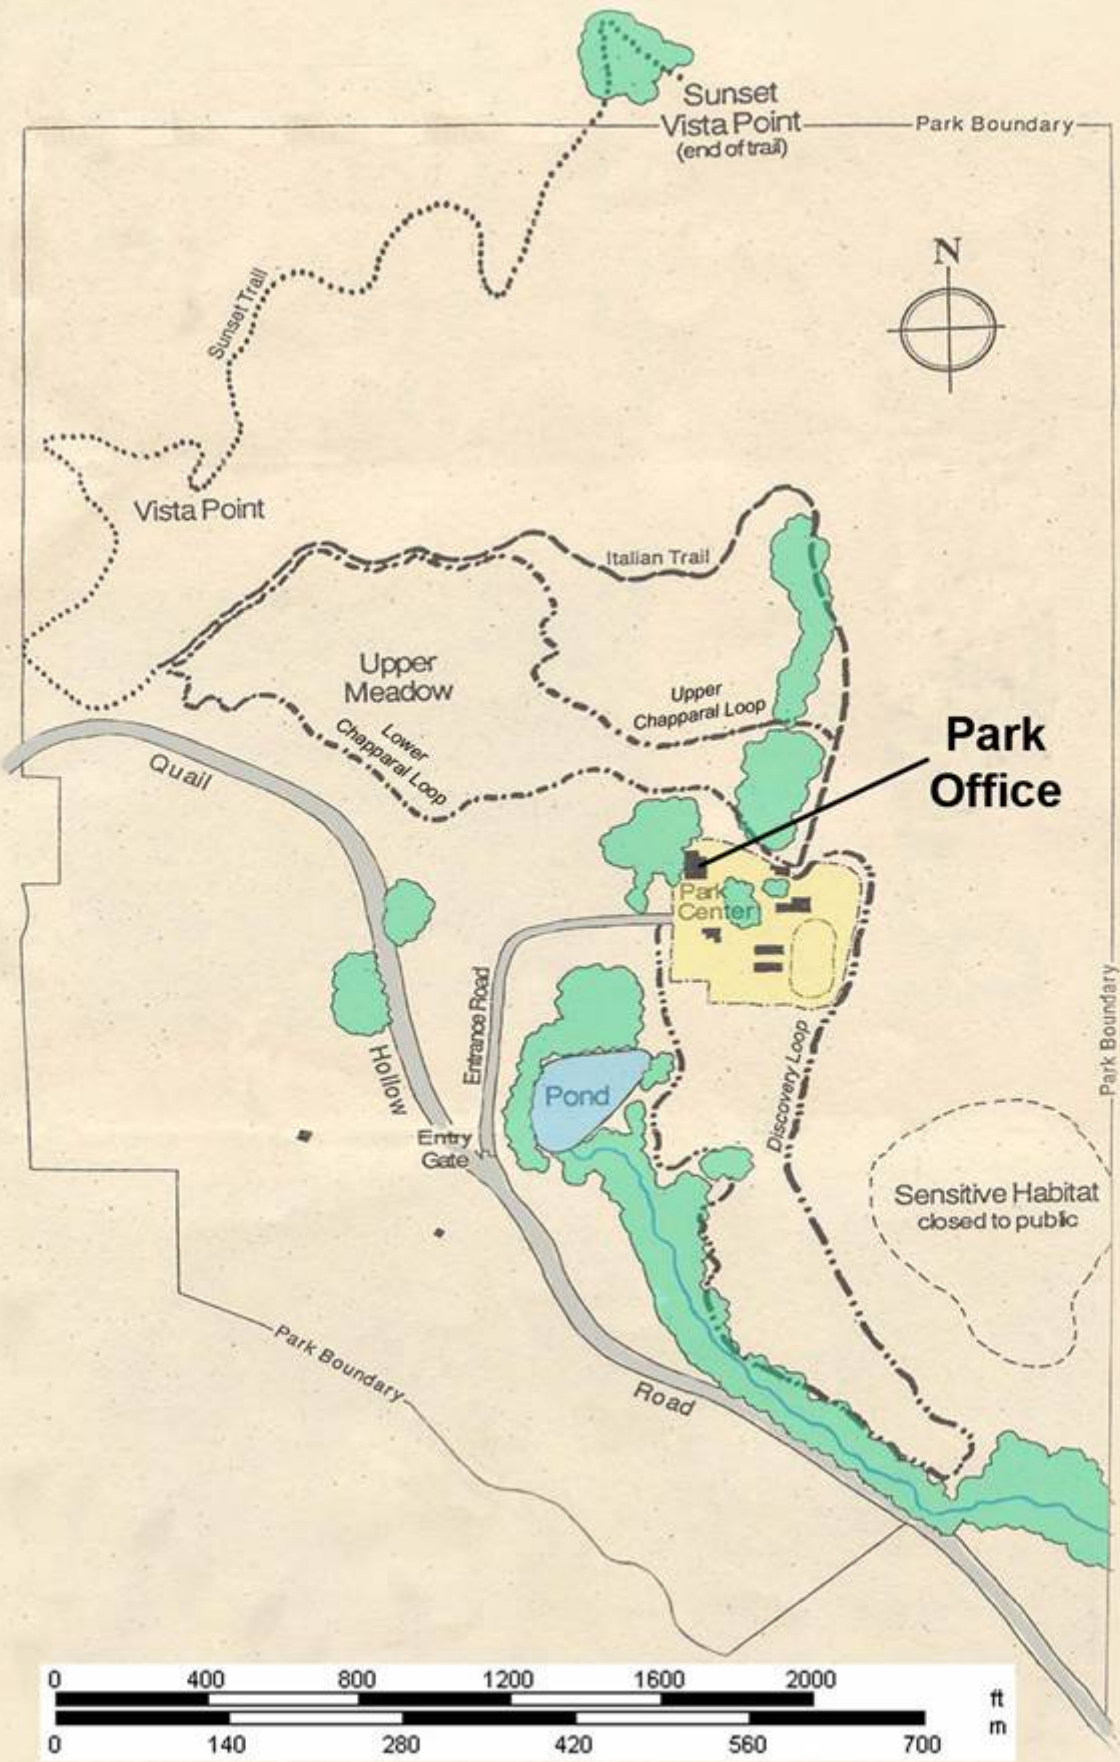 Sunset
Vista Point
(end of trail)
Park Boundary
N
Sunset Trail
Vista Point
Italian Trail
Upper
Meadow
Upper
Chapparal Loop
Lower
Chapparal Loop
Park
Office
Quail
Park
Center
Entrance Road
Hollow
Pond
Discovery Loop
Park Boundary
Entry
Gate
Sensitive Habitat
closed to public
Park Boundary
Road
0 400 800 1200 1600 2000
ft
m
0 140 280 420 560 700